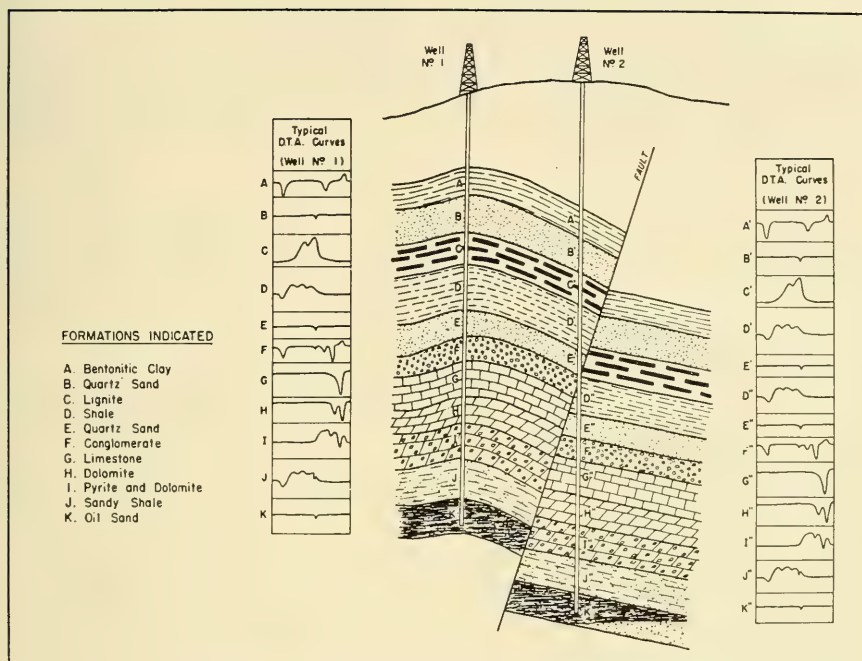 Well
Nº 1
Well
Nº 2
Typical
D.T.A. Curves
(Well Nº 1)
A
B
C
D
E
F
G
H
I
J
K
FORMATIONS INDICATED
A. Bentonitic Clay
B. Quartz Sand
C. Lignite
D. Shale
E. Quartz Sand
F. Conglomerate
G. Limestone
H. Dolomite
I. Pyrite and Dolomite
J. Sandy Shale
K. Oil Sand
A
B
C
D
E
F
G
H
I
J
K
FAULT
A
B
C
D
E
D"
E"
F
G
H
I
J
K
Typical
D.T.A. Curves
(Well Nº 2)
A'
B'
C'
D'
E'
D"
E"
F"
G"
H"
I"
J"
K"